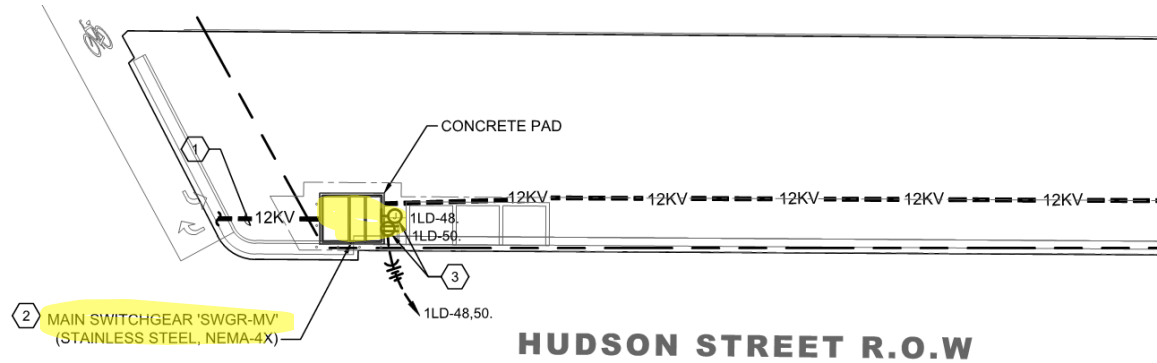 CONCRETE PAD
1
12KV
12KV
12KV
12KV
12KV
12KV
1LD-48.
1LD-50.
3
2
MAIN SWITCHGEAR 'SWGR-MV'
(STAINLESS STEEL, NEMA-4X)
1LD-48,50.
HUDSON STREET R.O.W